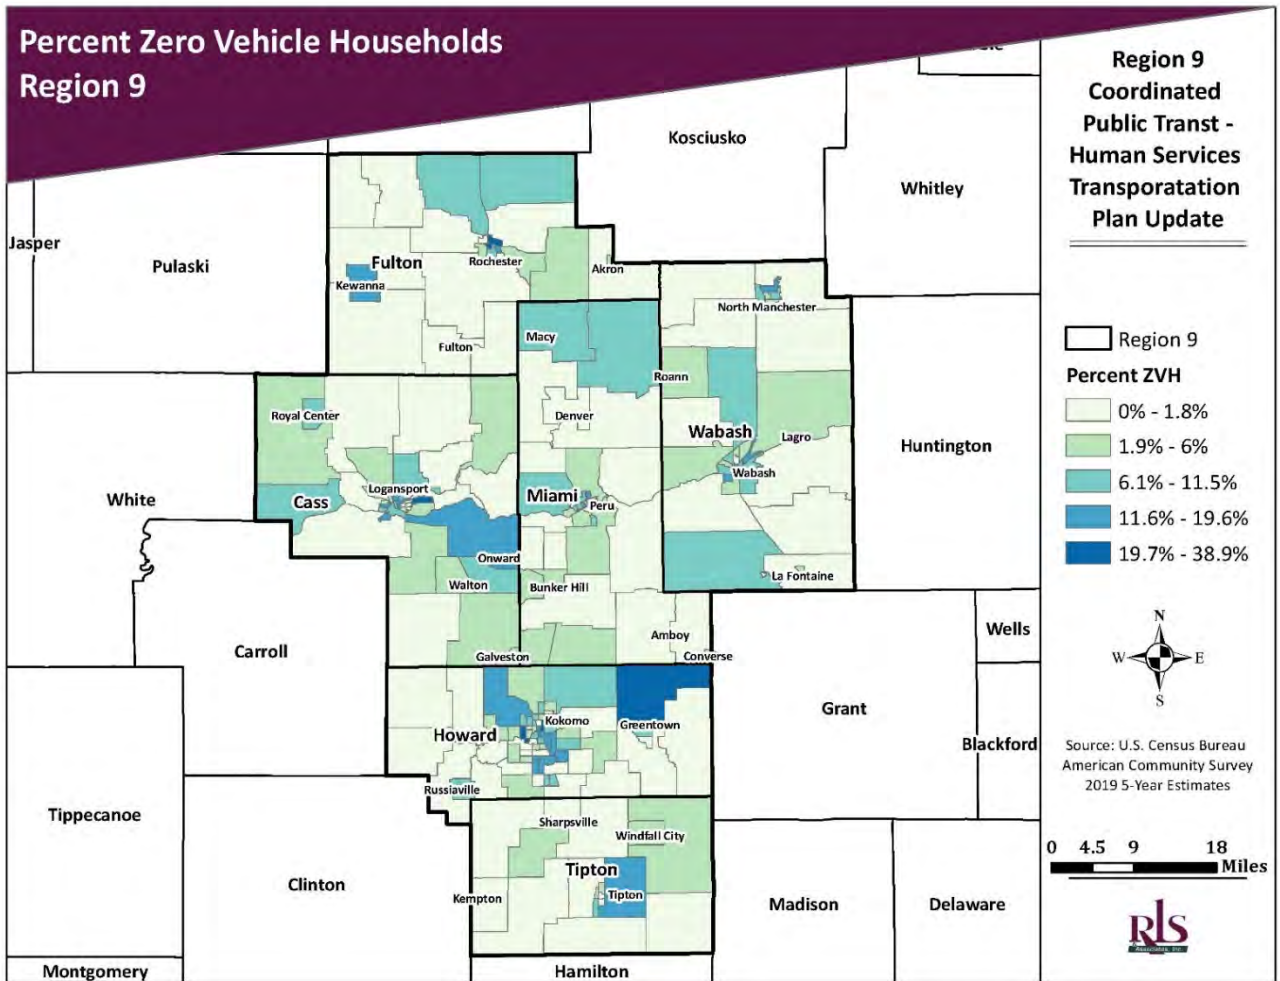 Percent Zero Vehicle Households
Region 9
Kosciusko
Whitley
Jasper
Pulaski
Fulton
Rochester
Akron
Kewanna
North Manchester
Fulton
Macy
Roann
Royal Center
Denver
Wabash
Lagro
Huntington
White
Logansport
Wabash
Cass
Miami
Peru
Onward
Walton
Bunker Hill
La Fontaine
Carroll
Amboy
Wells
Galveston
Converse
Grant
Kokomo
Greentown
Howard
Blackford
Russiaville
Tippecanoe
Sharpsville
Windfall City
Clinton
Tipton
Kempton
Tipton
Madison
Delaware
Montgomery
Hamilton
Region 9
Coordinated
Public Transt -
Human Services
Transporatation
Plan Update
Region 9
Percent ZVH
0% - 1.8%
1.9% - 6%
6.1% - 11.5%
11.6% - 19.6%
19.7% - 38.9%
N
W E
S
Source: U.S. Census Bureau
American Community Survey
2019 5-Year Estimates
0 4.5 9 18
Miles
RLS
& Associates, Inc.